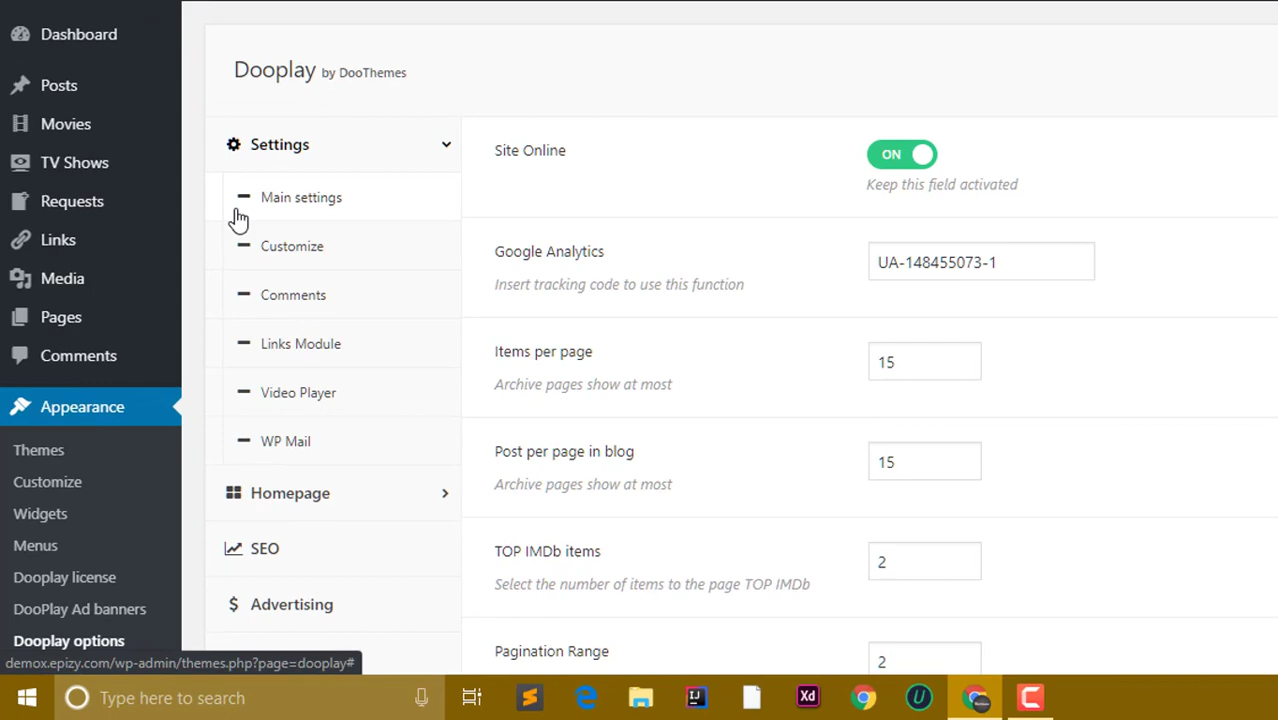 Dashboard
Posts
Movies
TV Shows
Requests
Links
Media
Pages
Comments
Appearance
Themes
Customize
Widgets
Menus
Dooplay license
DooPlay Ad banners
Dooplay options
demox.epizy.com/wp-admin/themes.php?page=dooplay#
Dooplay by DooThemes
Settings
Main settings
Customize
Comments
Links Module
Video Player
WP Mail
Homepage
SEO
Advertising
Site Online
ON
Keep this field activated
Google Analytics
UA-148455073-1
Insert tracking code to use this function
Items per page
15
Archive pages show at most
Post per page in blog
15
Archive pages show at most
TOP IMDb items
2
Select the number of items to the page TOP IMDb
Pagination Range
2
Type here to search
Xd